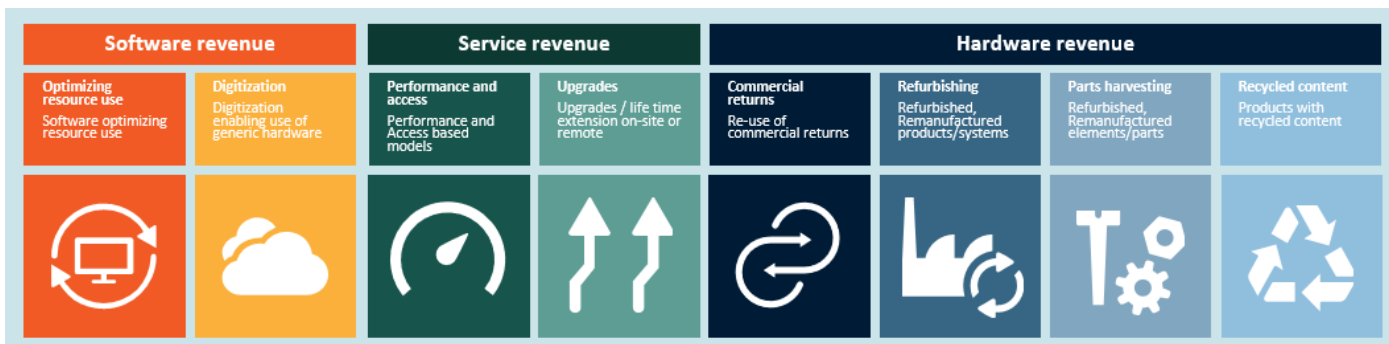 Software revenue
Service revenue
Hardware revenue
Optimizing
resource use
Software optimizing
resource use
Digitization
Digitization
enabling use of
generic hardware
Performance and
access
Performance and
Access based
models
Upgrades
Upgrades / life time
extension on-site or
remote
Commercial
returns
Re-use of
commercial returns
Refurbishing
Refurbished,
Remanufactured
products/systems
Parts harvesting
Refurbished,
Remanufactured
elements/parts
Recycled content
Products with
recycled content